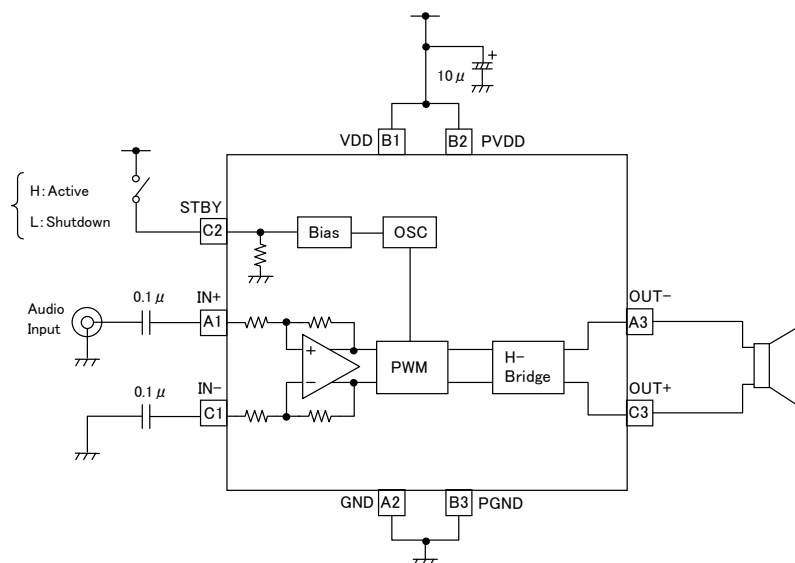 +
10μ
VDD B1 B2 PVDD
H:Active
L:Shutdown
STBY
C2
Bias
OSC
Audio
Input
0.1μ
IN+
A1
+
−
PWM
H-
Bridge
OUT-
A3
OUT+
C3
0.1μ
IN-
C1
GND A2 B3 PGND